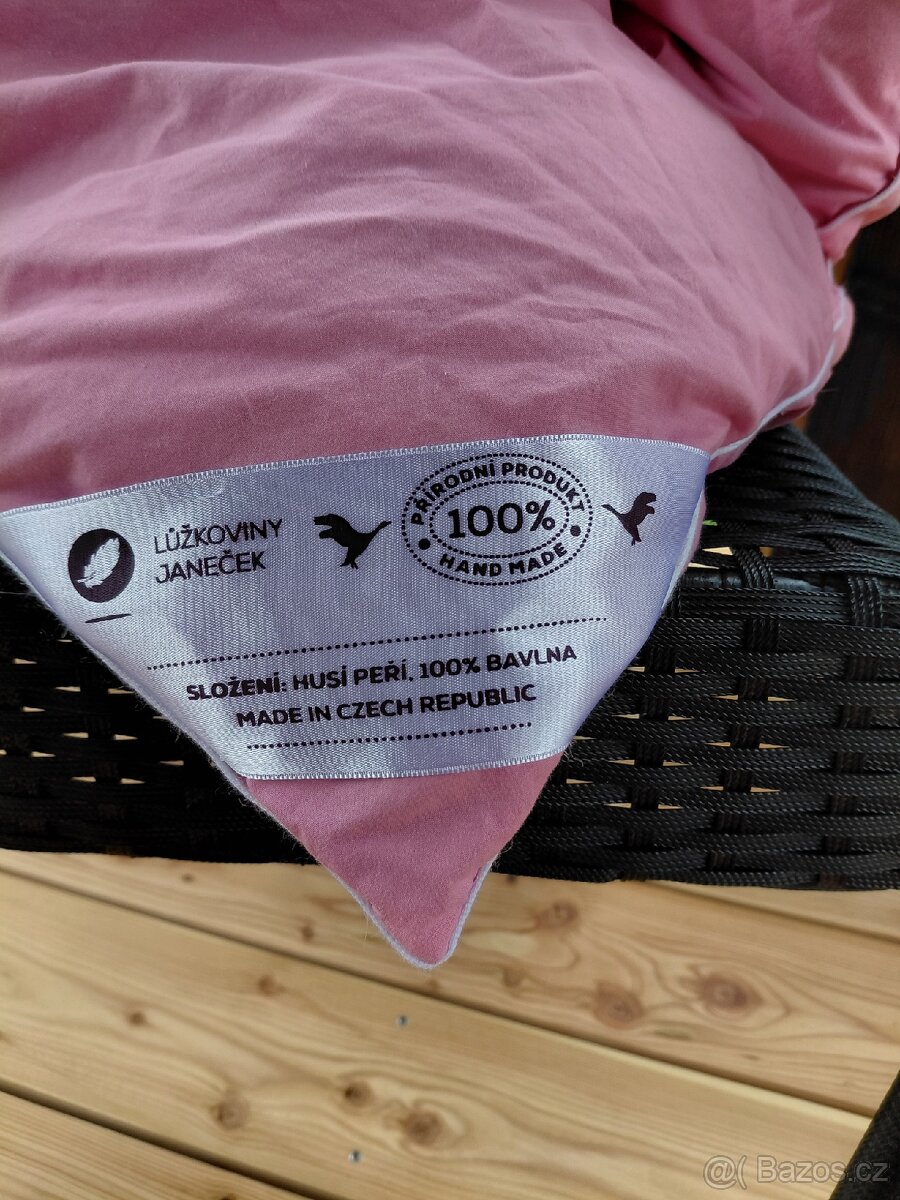 LŮŽKOVINY
JANEČEK
PŘÍRODNÍ PRODUKT
100%
HAND MADE
SLOŽENÍ: HUSÍ PEŘÍ, 100% BAVLNA
MADE IN CZECH REPUBLIC
@( Bazos.cz